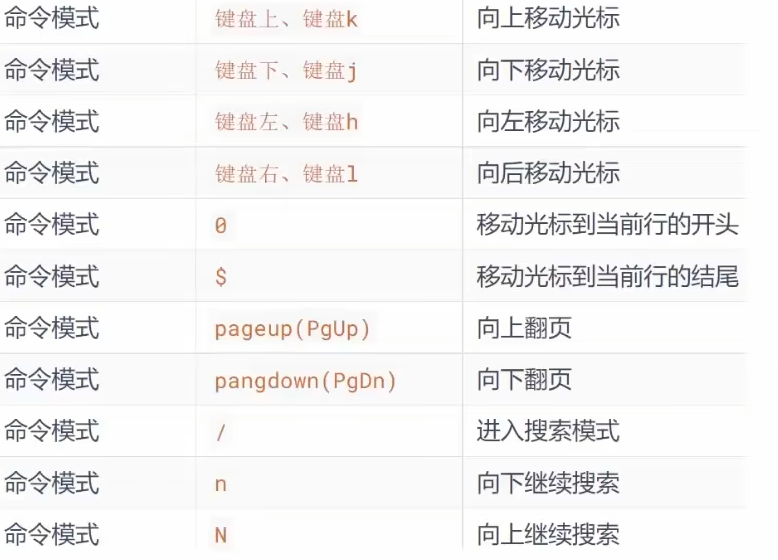 命令模式 键盘上、键盘k 向上移动光标
命令模式 键盘下、键盘j 向下移动光标
命令模式 键盘左、键盘h 向左移动光标
命令模式 键盘右、键盘l 向后移动光标
命令模式 0 移动光标到当前行的开头
命令模式 $ 移动光标到当前行的结尾
命令模式 pageup(PgUp) 向上翻页
命令模式 pangdown(PgDn) 向下翻页
命令模式 / 进入搜索模式
命令模式 n 向下继续搜索
命令模式 N 向上继续搜索